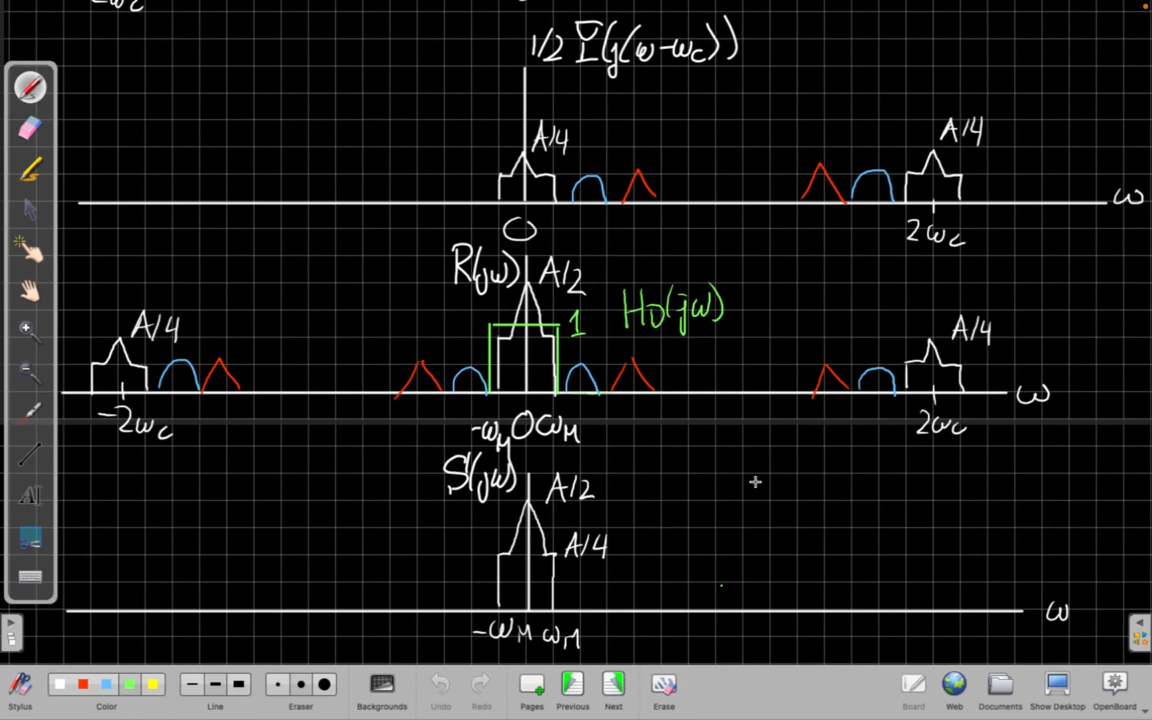 -ωc
1/2 Y(j(ω-ωc))
A/4
A/4
ω
0
2ωc
R(jω)
A/2
HD(jω)
1
A/4
A/4
ω
-2ωc
-ωM 0 ωM
2ωc
S(jω)
A/2
A/4
-ωM ωM
ω
Stylus
Color
Line
Eraser
Backgrounds
Undo
Redo
Pages
Previous
Next
Erase
Board
Web
Documents
Show Desktop
OpenBoard